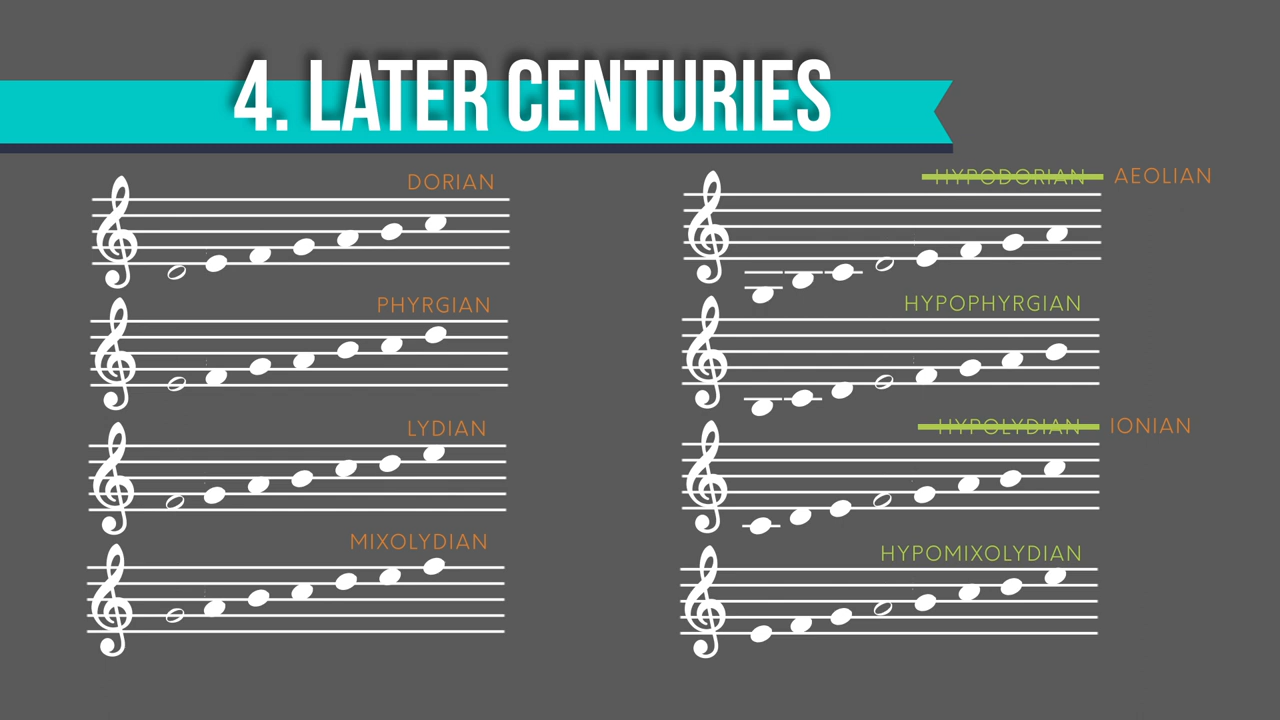 4. LATER CENTURIES
DORIAN
HYPODORIAN AEOLIAN
PHYRGIAN
HYPOPHYRGIAN
LYDIAN
HYPOLYDIAN IONIAN
MIXOLYDIAN
HYPOMIXOLYDIAN